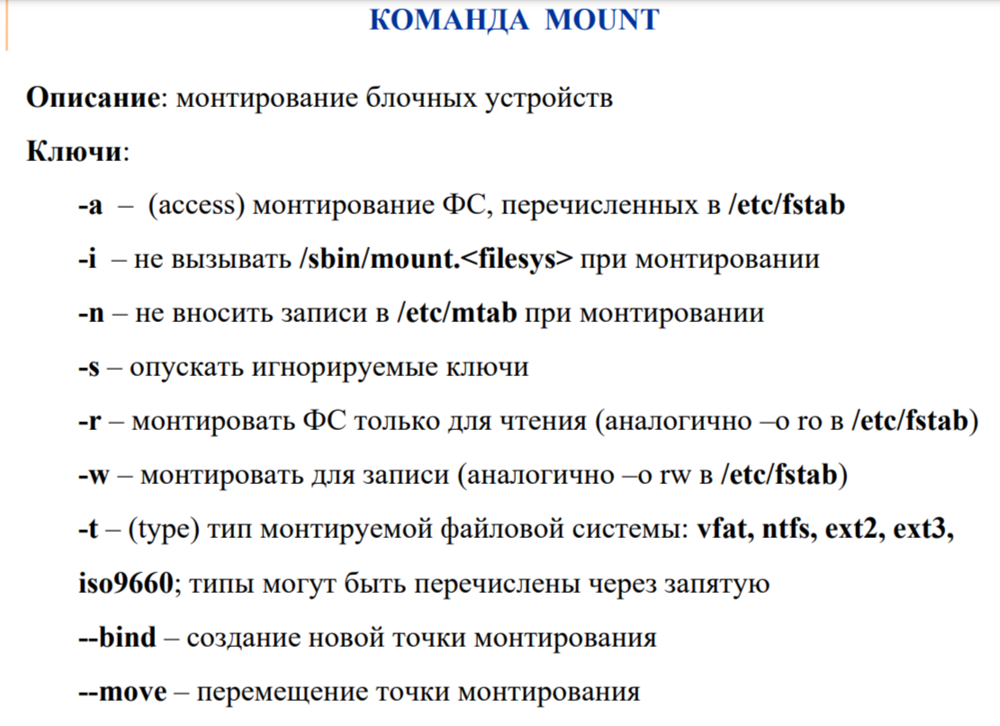 КОМАНДА MOUNT
Описание: монтирование блочных устройств
Ключи:
-a – (access) монтирование ФС, перечисленных в /etc/fstab
-i – не вызывать /sbin/mount.<filesys> при монтировании
-n – не вносить записи в /etc/mtab при монтировании
-s – опускать игнорируемые ключи
-r – монтировать ФС только для чтения (аналогично –o ro в /etc/fstab)
-w – монтировать для записи (аналогично –o rw в /etc/fstab)
-t – (type) тип монтируемой файловой системы: vfat, ntfs, ext2, ext3,
iso9660; типы могут быть перечислены через запятую
--bind – создание новой точки монтирования
--move – перемещение точки монтирования